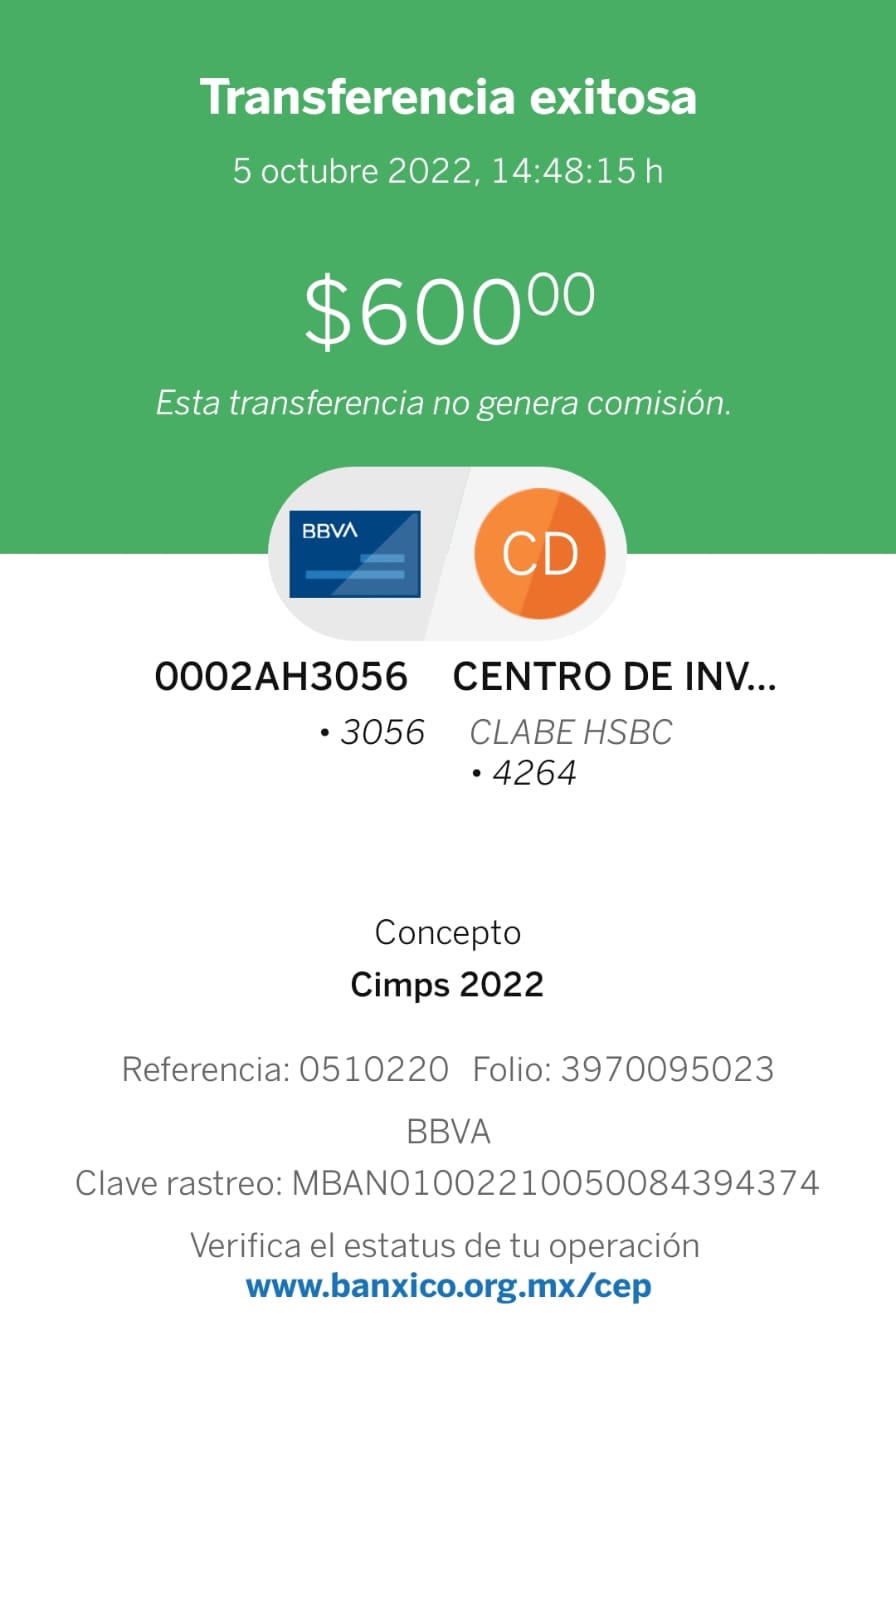 Transferencia exitosa
5 octubre 2022, 14:48:15 h
$60000
Esta transferencia no genera comisión.
BBVA
CD
0002AH3056 CENTRO DE INV...
• 3056 CLABE HSBC
• 4264
Concepto
Cimps 2022
Referencia: 0510220 Folio: 3970095023
BBVA
Clave rastreo: MBAN01002210050084394374
Verifica el estatus de tu operación
www.banxico.org.mx/cep